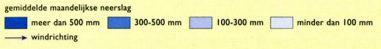 gemiddelde maandelijkse neerslag
meer dan 500 mm 300-500 mm 100-300 mm minder dan 100 mm
windrichting